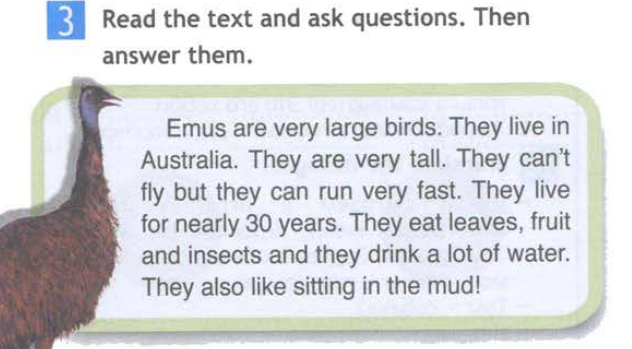 3 Read the text and ask questions. Then
answer them.
Emus are very large birds. They live in
Australia. They are very tall. They can't
fly but they can run very fast. They live
for nearly 30 years. They eat leaves, fruit
and insects and they drink a lot of water.
They also like sitting in the mud!